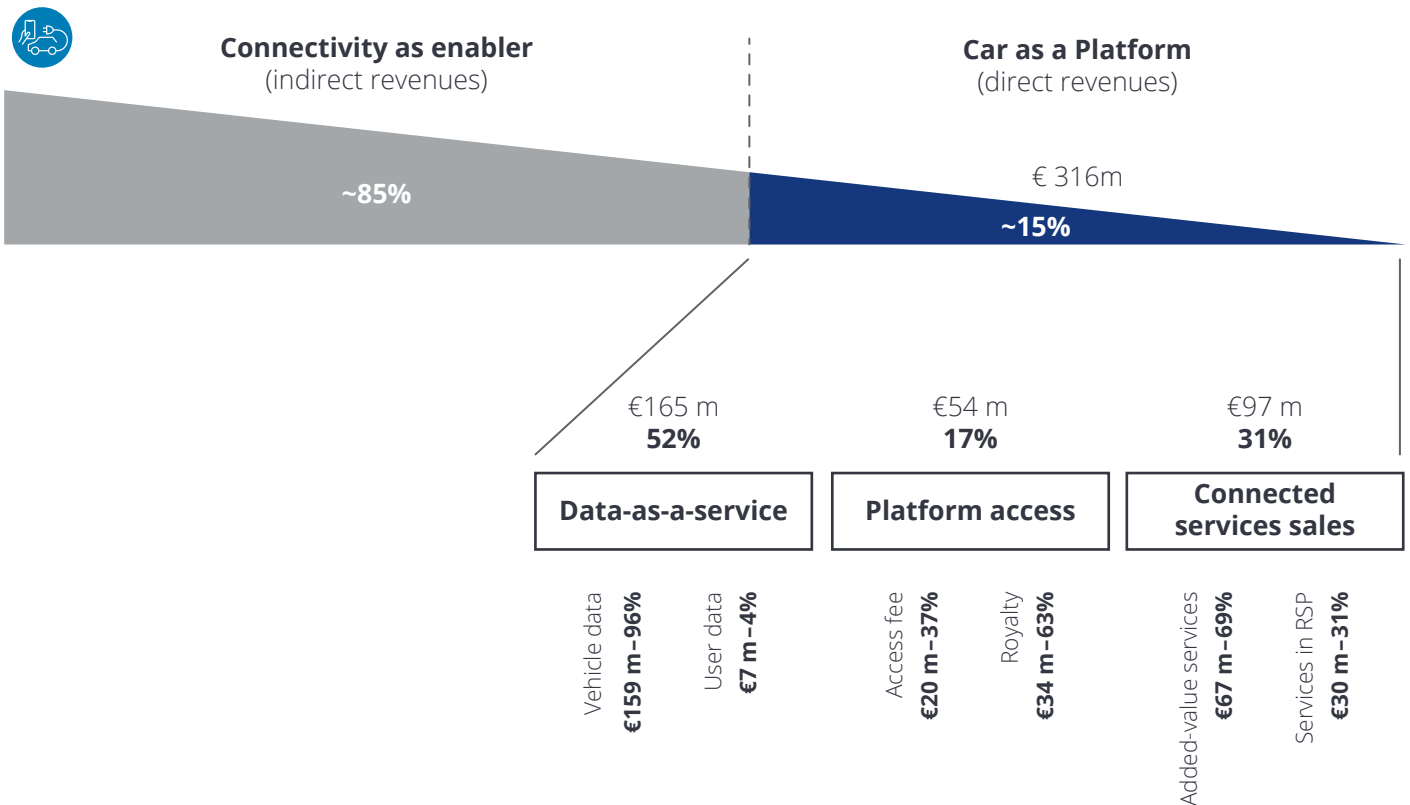 Connectivity as enabler
(indirect revenues)
Car as a Platform
(direct revenues)
€ 316m
~85%
~15%
€165 m
52%
€54 m
17%
€97 m
31%
Data-as-a-service
Platform access
Connected
services sales
Vehicle data
€159 m–96%
User data
€7 m–4%
Access fee
€20 m–37%
Royalty
€34 m–63%
Added-value services
€67 m–69%
Services in RSP
€30 m–31%